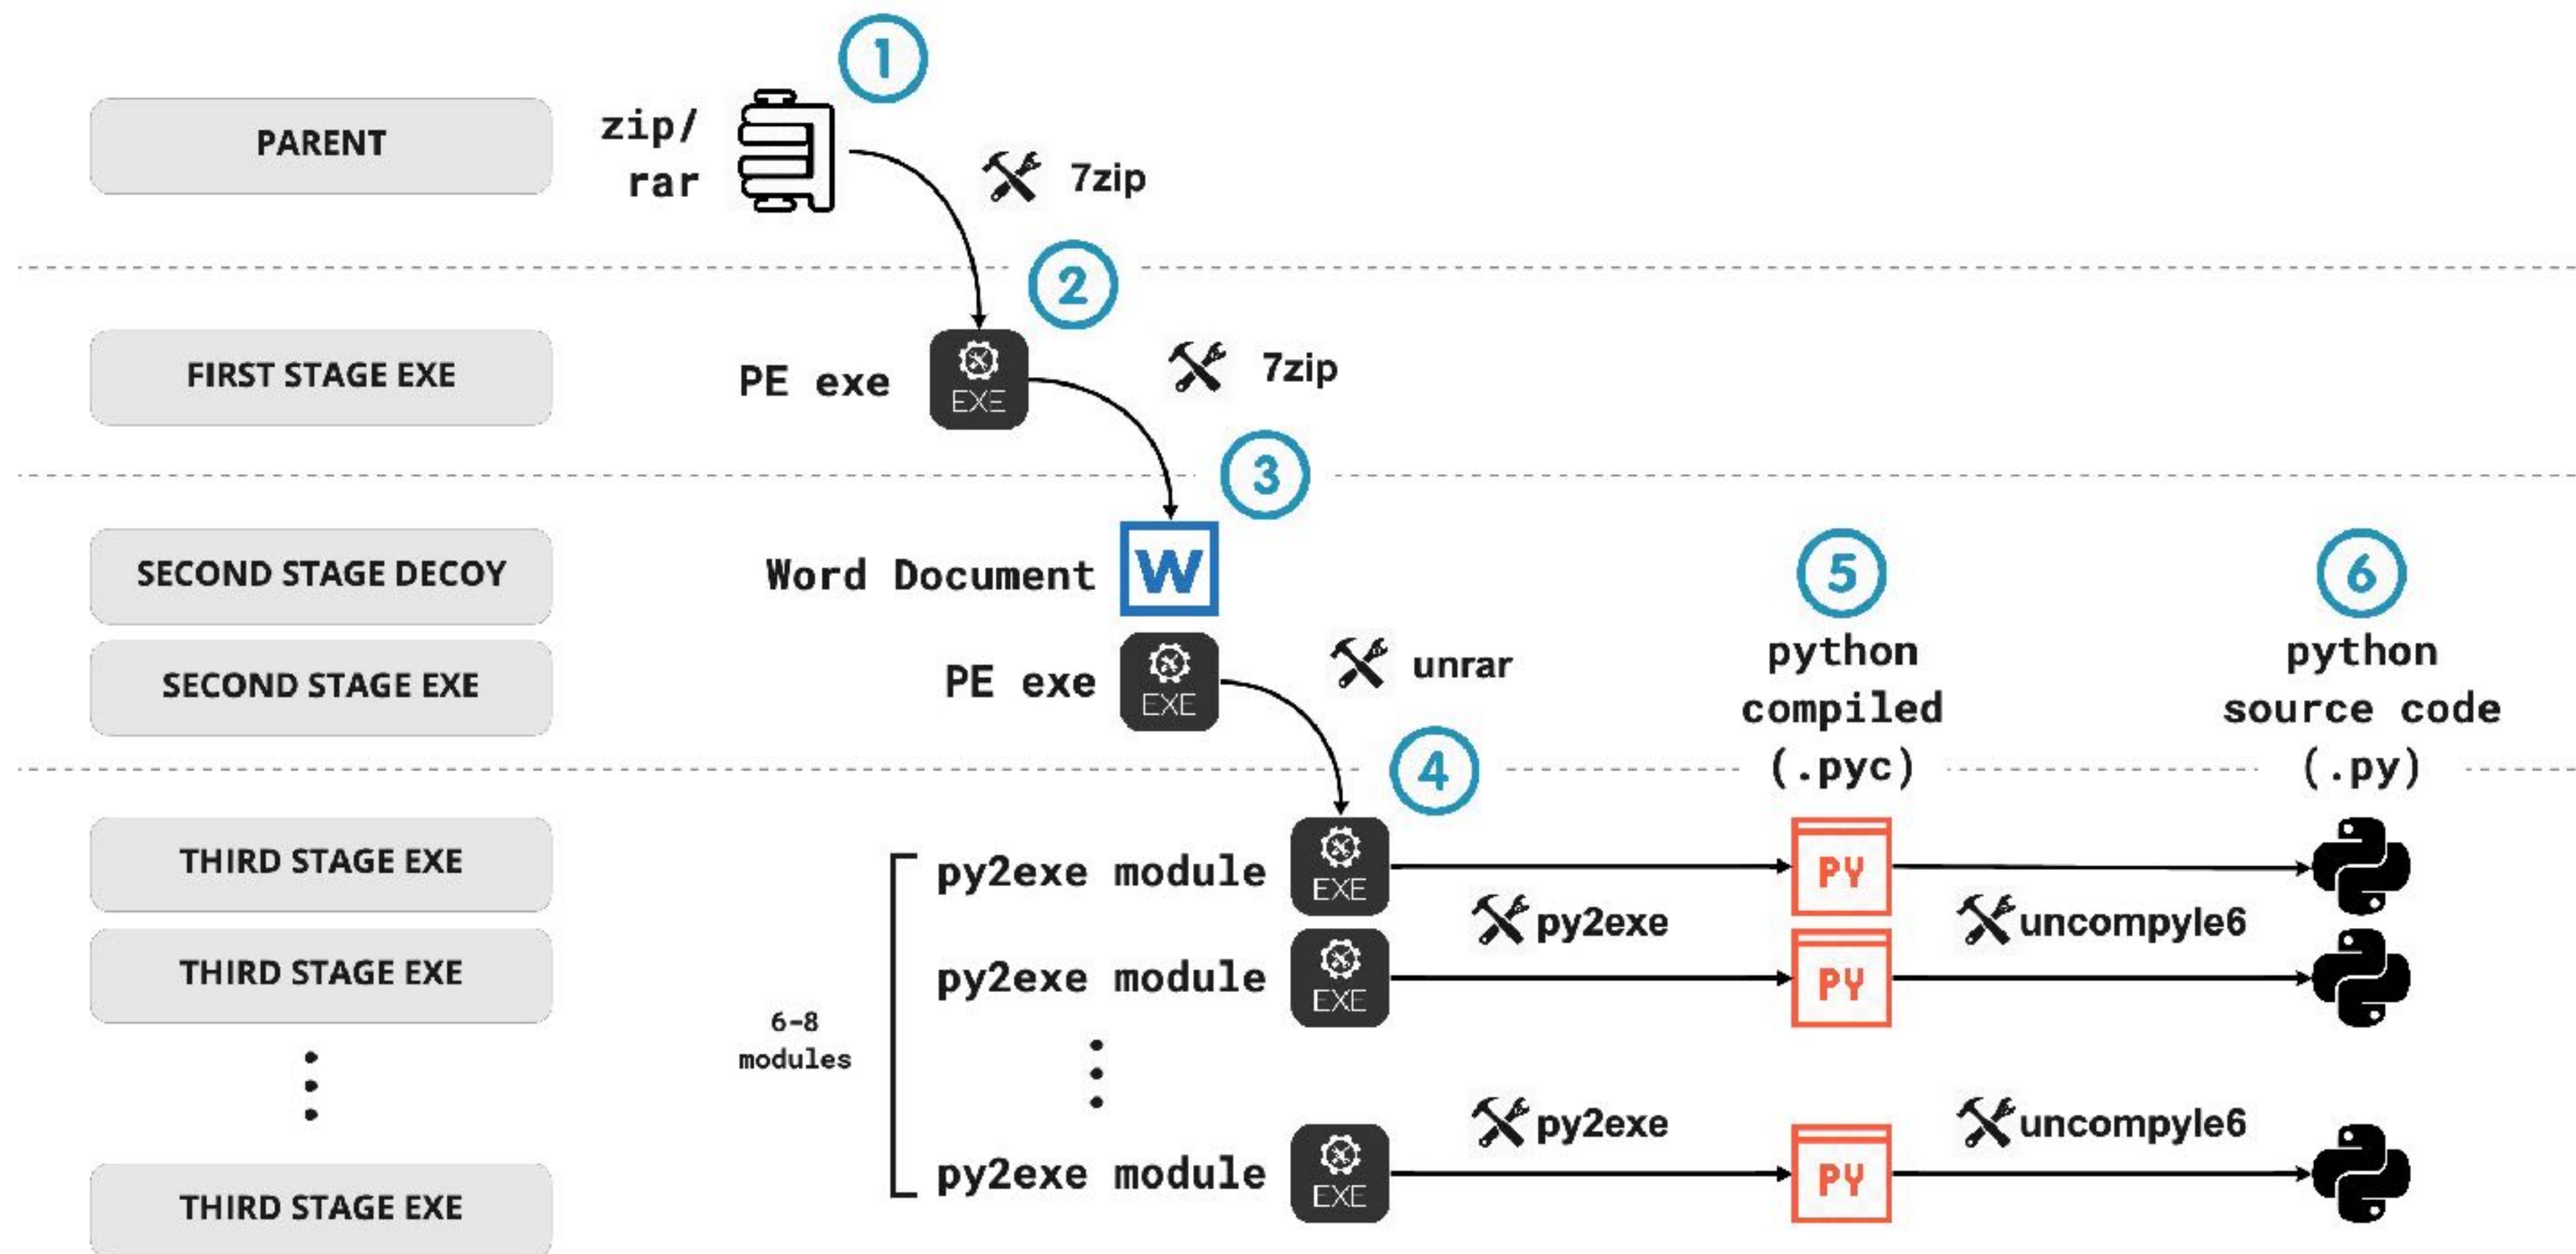 1
PARENT
zip/
rar
7zip
2
FIRST STAGE EXE
PE exe
EXE
7zip
3
SECOND STAGE DECOY
Word Document
W
5
6
SECOND STAGE EXE
PE exe
EXE
unrar
python
compiled
(.pyc)
python
source code
(.py)
4
THIRD STAGE EXE
py2exe module
EXE
PY
py2exe
uncompyle6
THIRD STAGE EXE
py2exe module
EXE
PY
6-8
modules
py2exe
uncompyle6
THIRD STAGE EXE
py2exe module
EXE
PY